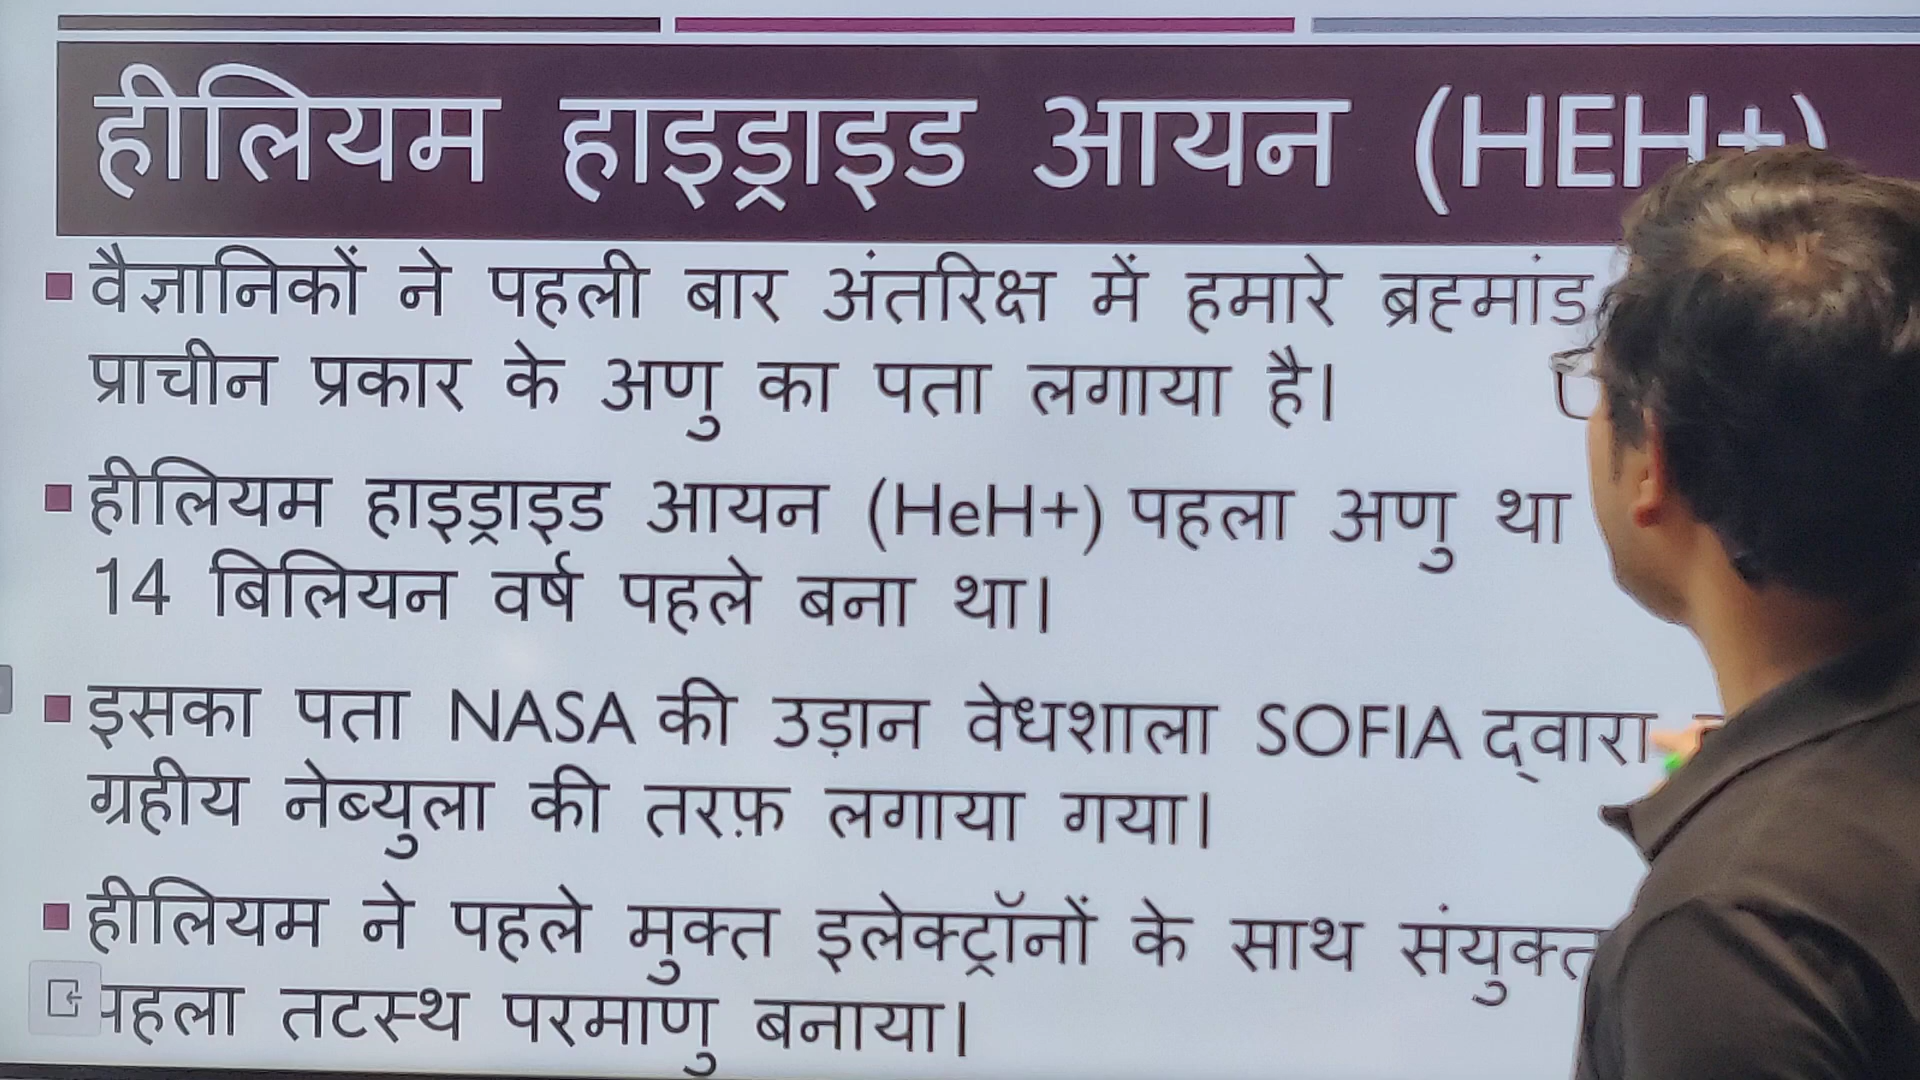 हीलियम हाइड्राइड आयन (HEH+)
वैज्ञानिकों ने पहली बार अंतरिक्ष में हमारे ब्रह्मांड
प्राचीन प्रकार के अणु का पता लगाया है।
हीलियम हाइड्राइड आयन (HeH+) पहला अणु था
14 बिलियन वर्ष पहले बना था।
इसका पता NASA की उड़ान वेधशाला SOFIA द्वारा
ग्रहीय नेब्युला की तरफ़ लगाया गया।
हीलियम ने पहले मुक्त इलेक्ट्रॉनों के साथ संयुक्त
पहला तटस्थ परमाणु बनाया।